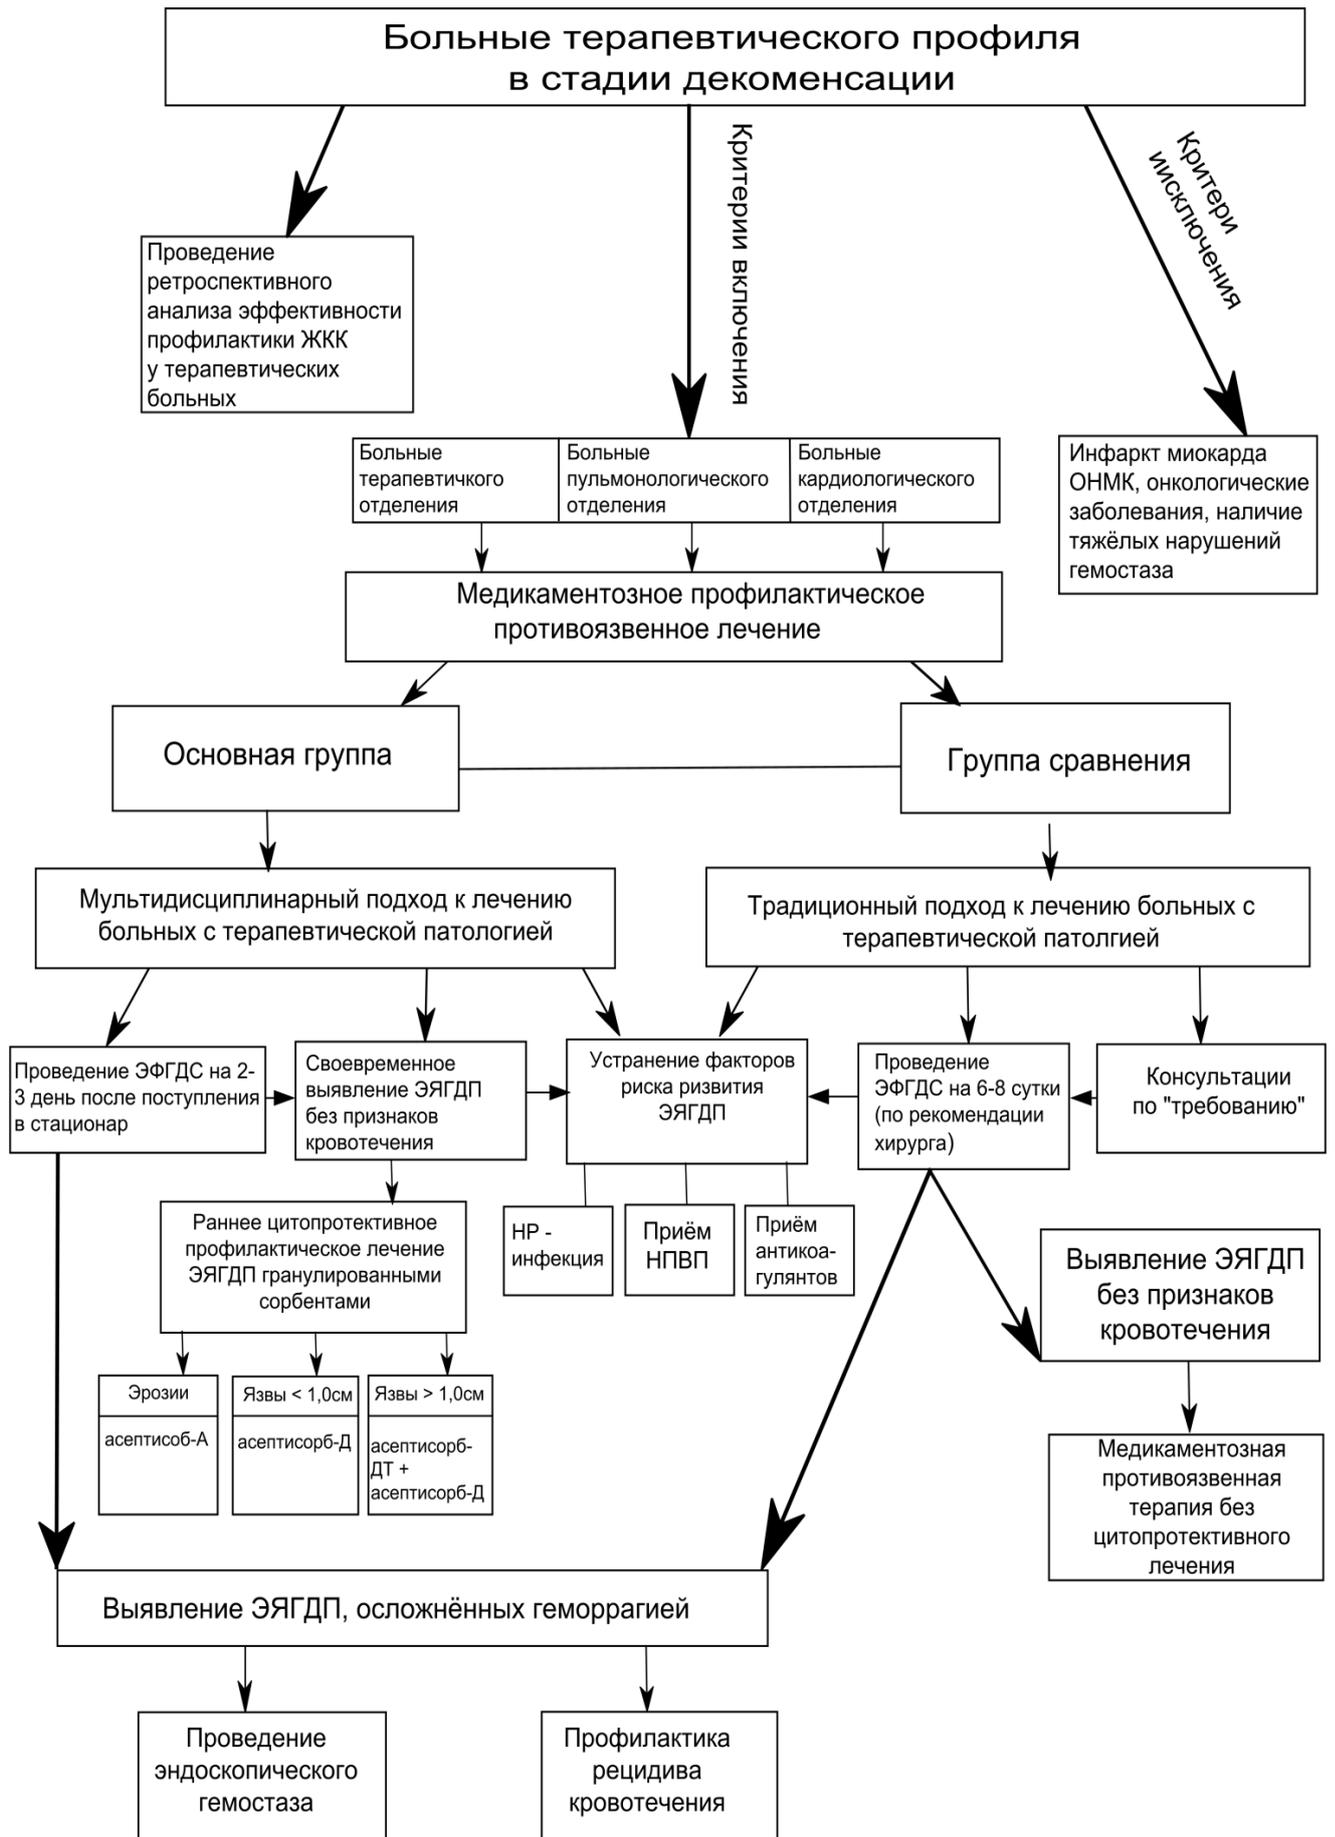 Больные терапевтического профиля
в стадии декоменсации
Критерии включения
Критери
иисключения
Проведение
ретроспективного
анализа эффективности
профилактики ЖКК
у терапевтических
больных
Больные
терапевтичкого
отделения
Больные
пульмонологического
отделения
Больные
кардиологического
отделения
Инфаркт миокарда
ОНМК, онкологические
заболевания, наличие
тяжёлых нарушений
гемостаза
Медикаментозное профилактическое
противоязвенное лечение
Основная группа
Группа сравнения
Мультидисциплинарный подход к лечению
больных с терапевтической патологией
Традиционный подход к лечению больных с
терапевтической патолгией
Проведение ЭФГДС на 2-
3 день после поступления
в стационар
Своевременное
выявление ЭЯГДП
без признаков
кровотечения
Устранение факторов
риска ризвития
ЭЯГДП
Проведение
ЭФГДС на 6-8 сутки
(по рекомендации
хирурга)
Консультации
по "требованию"
Раннее цитопротективное
профилактическое лечение
ЭЯГДП гранулированными
сорбентами
НР -
инфекция
Приём
НПВП
Приём
антикоа-
гулянтов
Выявление ЭЯГДП
без признаков
кровотечения
Эрозии
асептисоб-А
Язвы < 1,0см
асептисорб-Д
Язвы > 1,0см
асептисорб-
ДТ +
асептисорб-Д
Медикаментозная
противоязвенная
терапия без
цитопротективного
лечения
Выявление ЭЯГДП, осложнённых геморрагией
Проведение
эндоскопического
гемостаза
Профилактика
рецидива
кровотечения